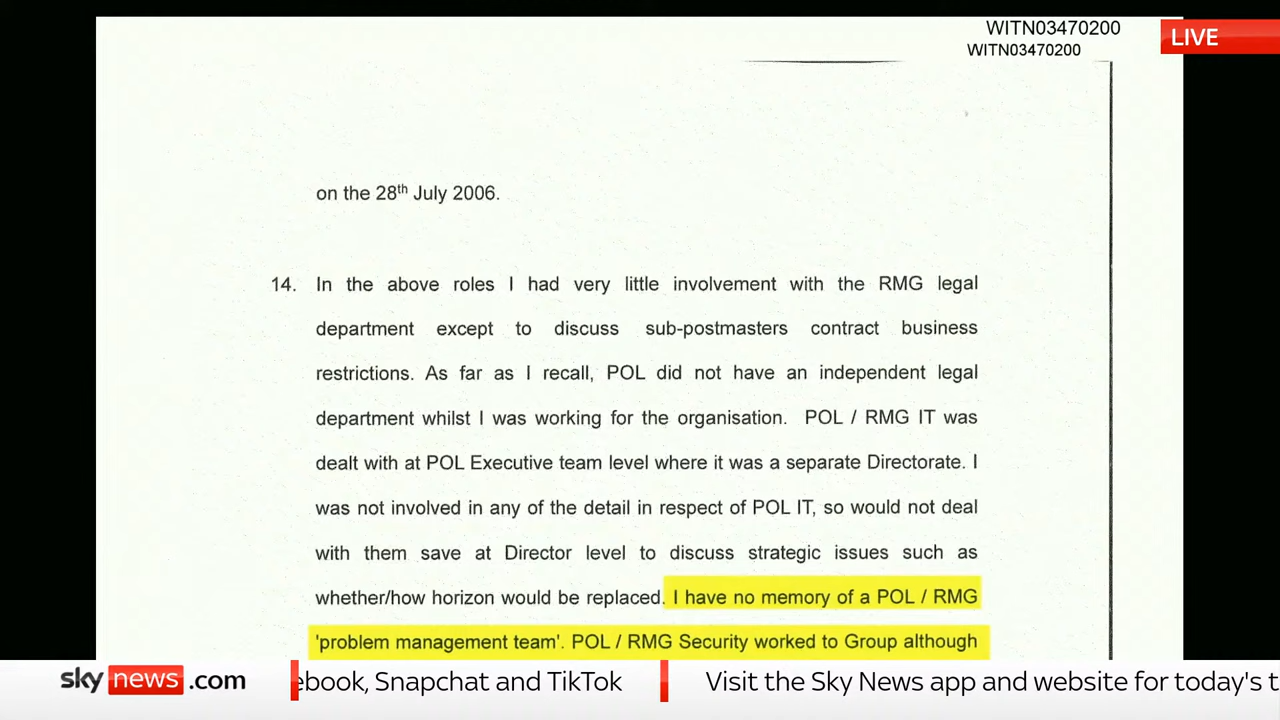 WITN03470200
WITN03470200
LIVE
on the 28th July 2006.
14. In the above roles I had very little involvement with the RMG legal
department except to discuss sub-postmasters contract business
restrictions. As far as I recall, POL did not have an independent legal
department whilst I was working for the organisation. POL / RMG IT was
dealt with at POL Executive team level where it was a separate Directorate. I
was not involved in any of the detail in respect of POL IT, so would not deal
with them save at Director level to discuss strategic issues such as
whether/how horizon would be replaced. I have no memory of a POL / RMG
'problem management team'. POL / RMG Security worked to Group although
sky news .com
ebook, Snapchat and TikTok
Visit the Sky News app and website for today's t